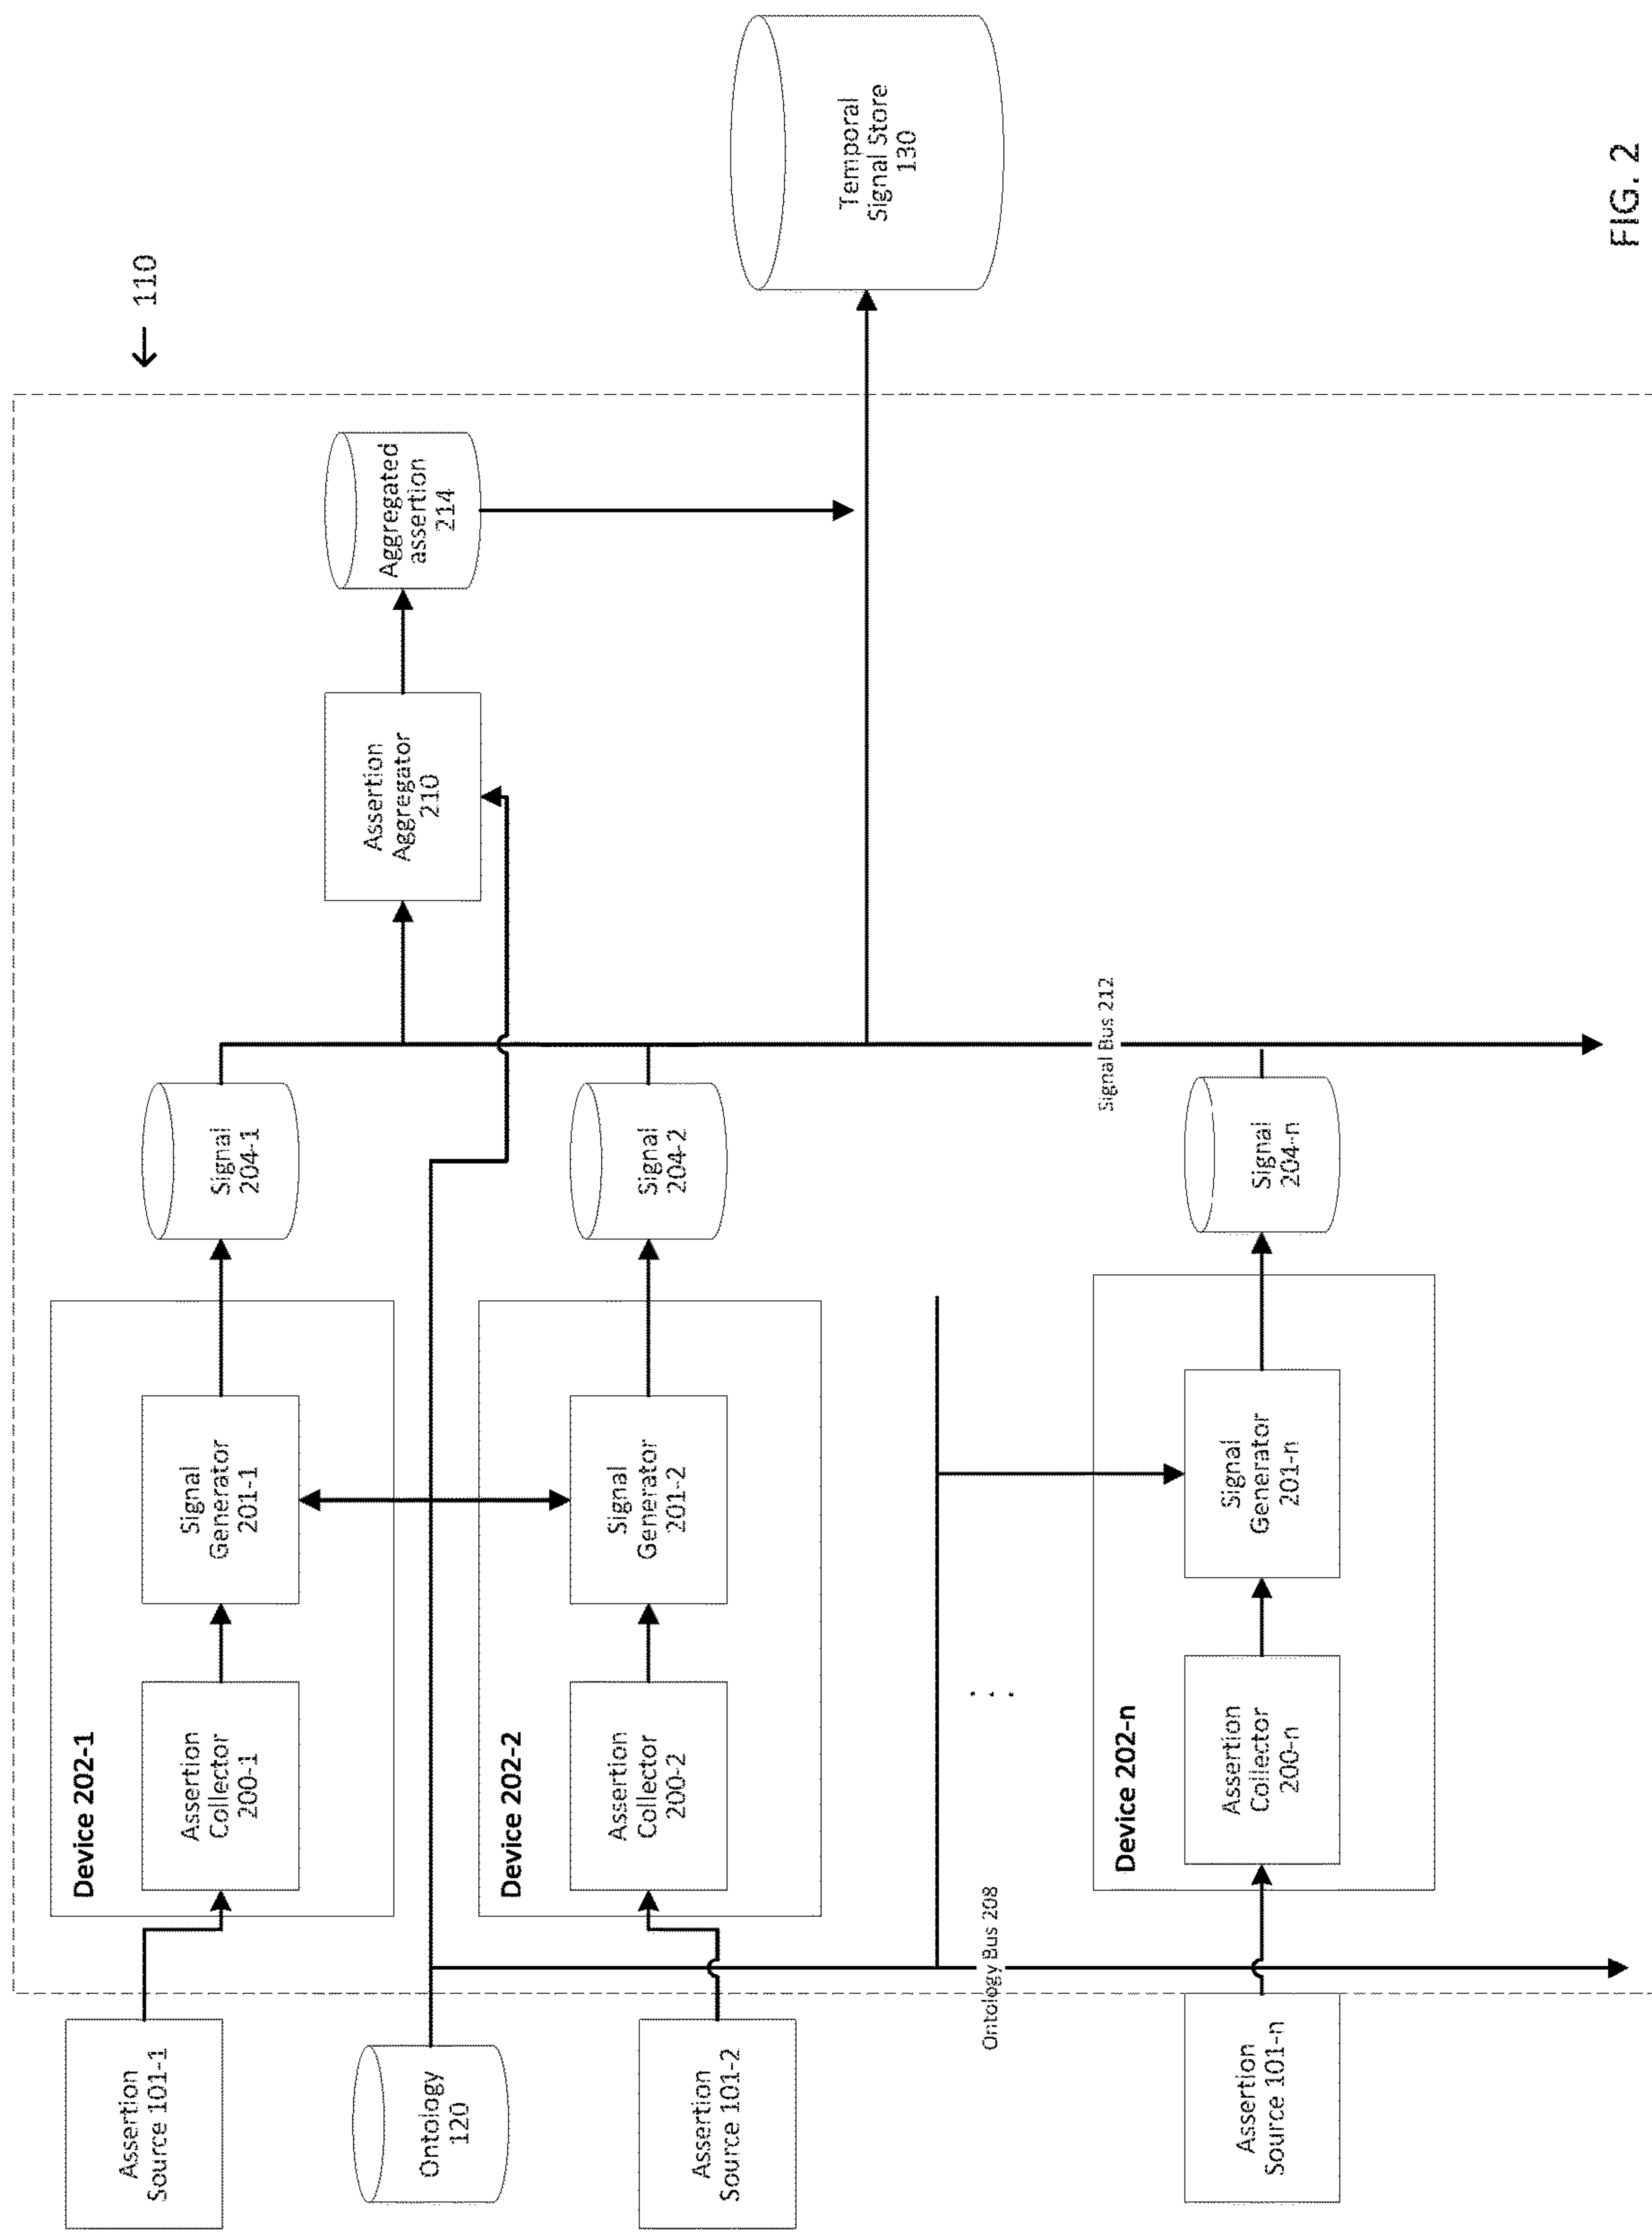 110
Assertion
Source 101-1
Device 202-1
Assertion
Collector
200-1
Signal
Generator
201-1
Signal
204-1
Assertion
Aggregator
210
Aggregated
assertion
214
Ontology
120
Assertion
Source 101-2
Device 202-2
Assertion
Collector
200-2
Signal
Generator
201-2
Signal
204-2
Temporal
Signal Store
130
Ontology Bus 208
Signal Bus 212
Assertion
Source 101-n
Device 202-n
Assertion
Collector
200-n
Signal
Generator
201-n
Signal
204-n
FIG. 2